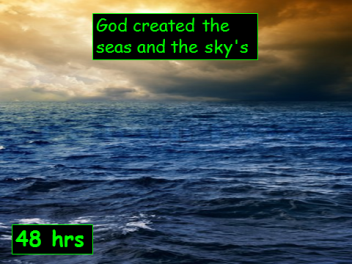 God created the
seas and the sky's
48 hrs